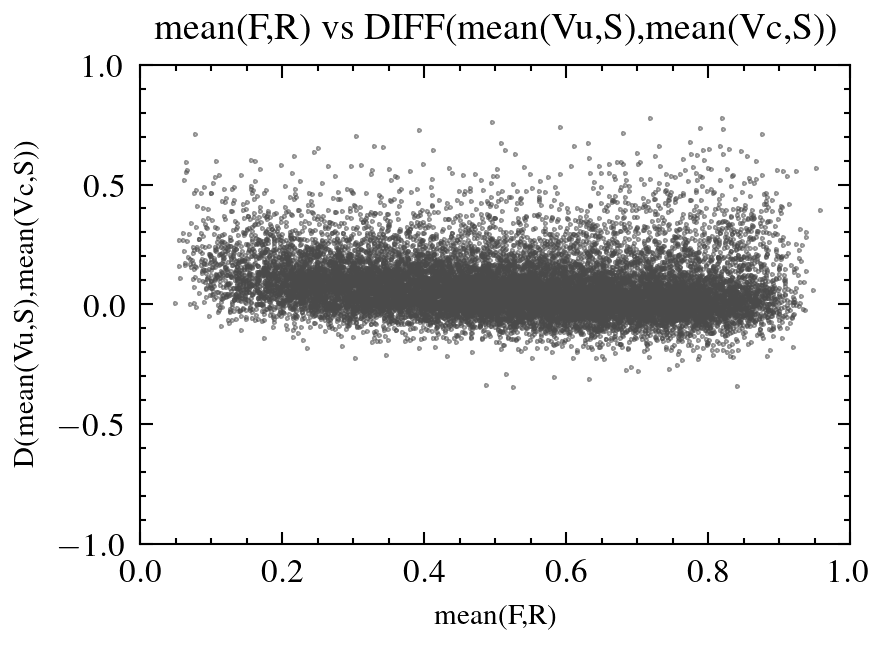 mean(F,R) vs DIFF(mean(Vu,S),mean(Vc,S))
1.0
0.5
0.0
−0.5
−1.0
D(mean(Vu,S),mean(Vc,S))
0.0 0.2 0.4 0.6 0.8 1.0
mean(F,R)